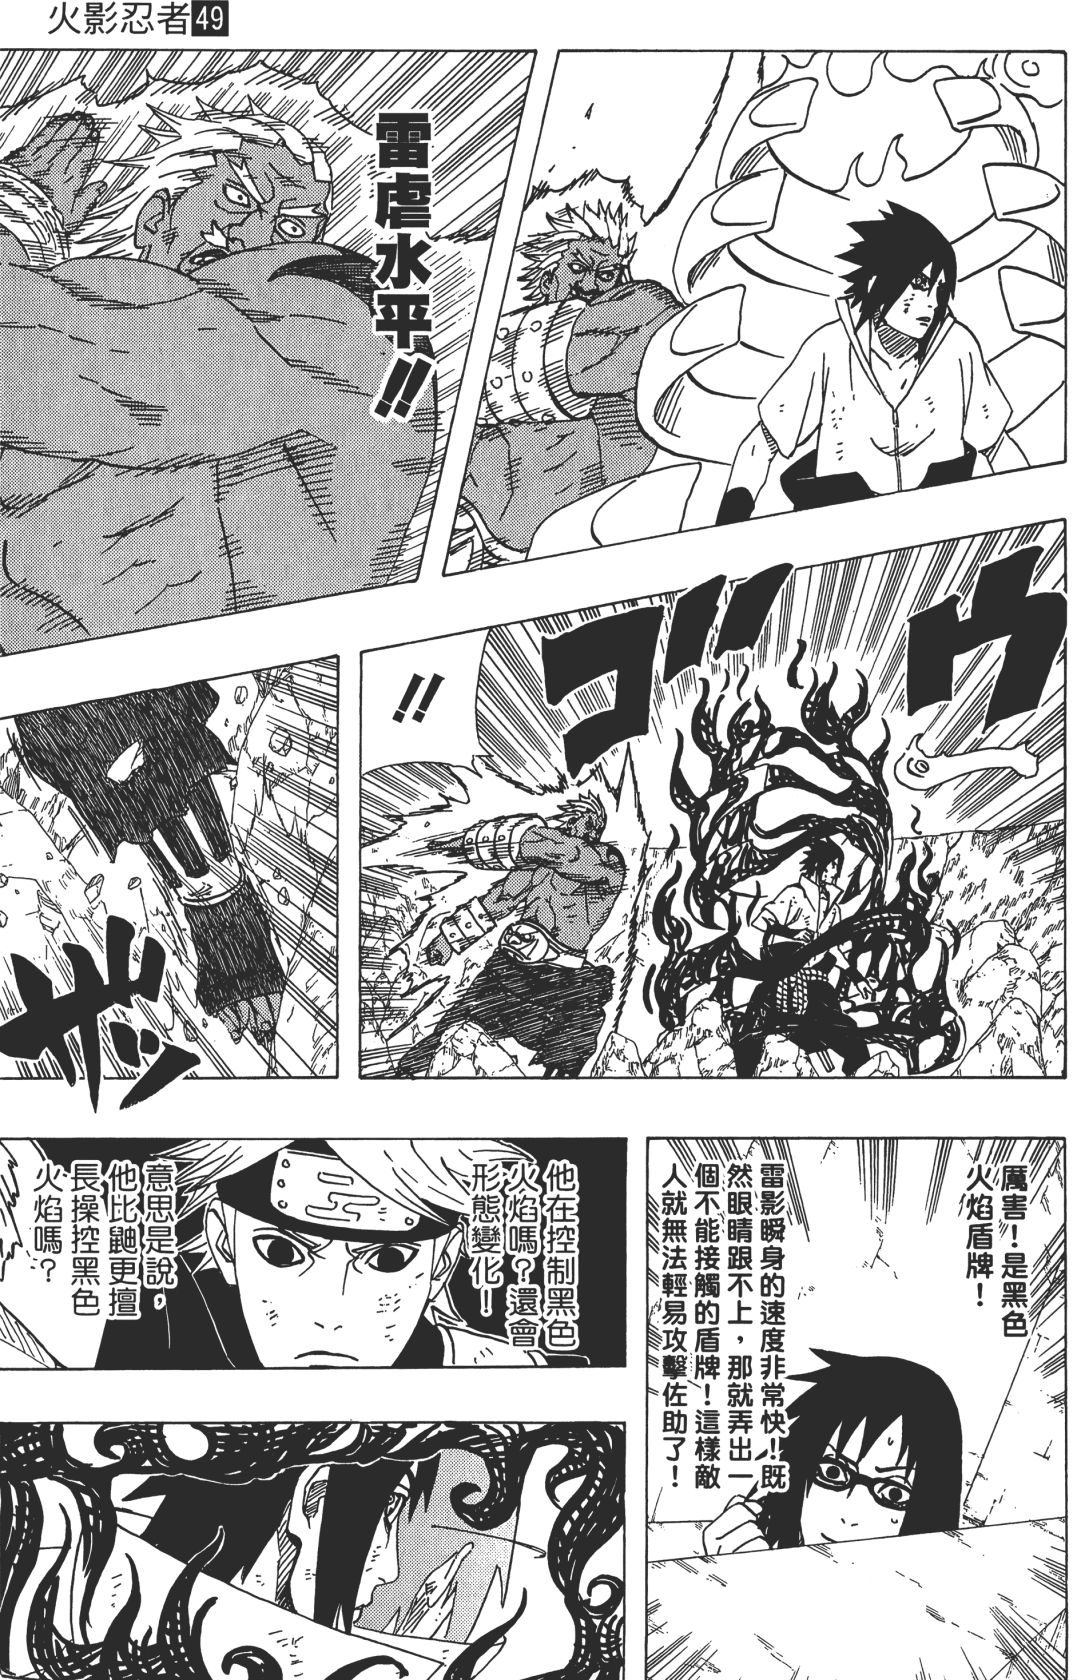 火影忍者49
雷虐水平!!
ゴウ
!!
ザッ
厲害！是黑色
火焰盾牌！
雷影瞬身的速度非常快！既
然眼睛跟不上，那就弄出一
個不能接觸的盾牌！這樣敵
人就無法輕易攻擊佐助了！
他在控制黑色
火焰嗎？還會
形態變化！
意思是說，
他比鼬更擅
長操控黑色
火焰嗎？